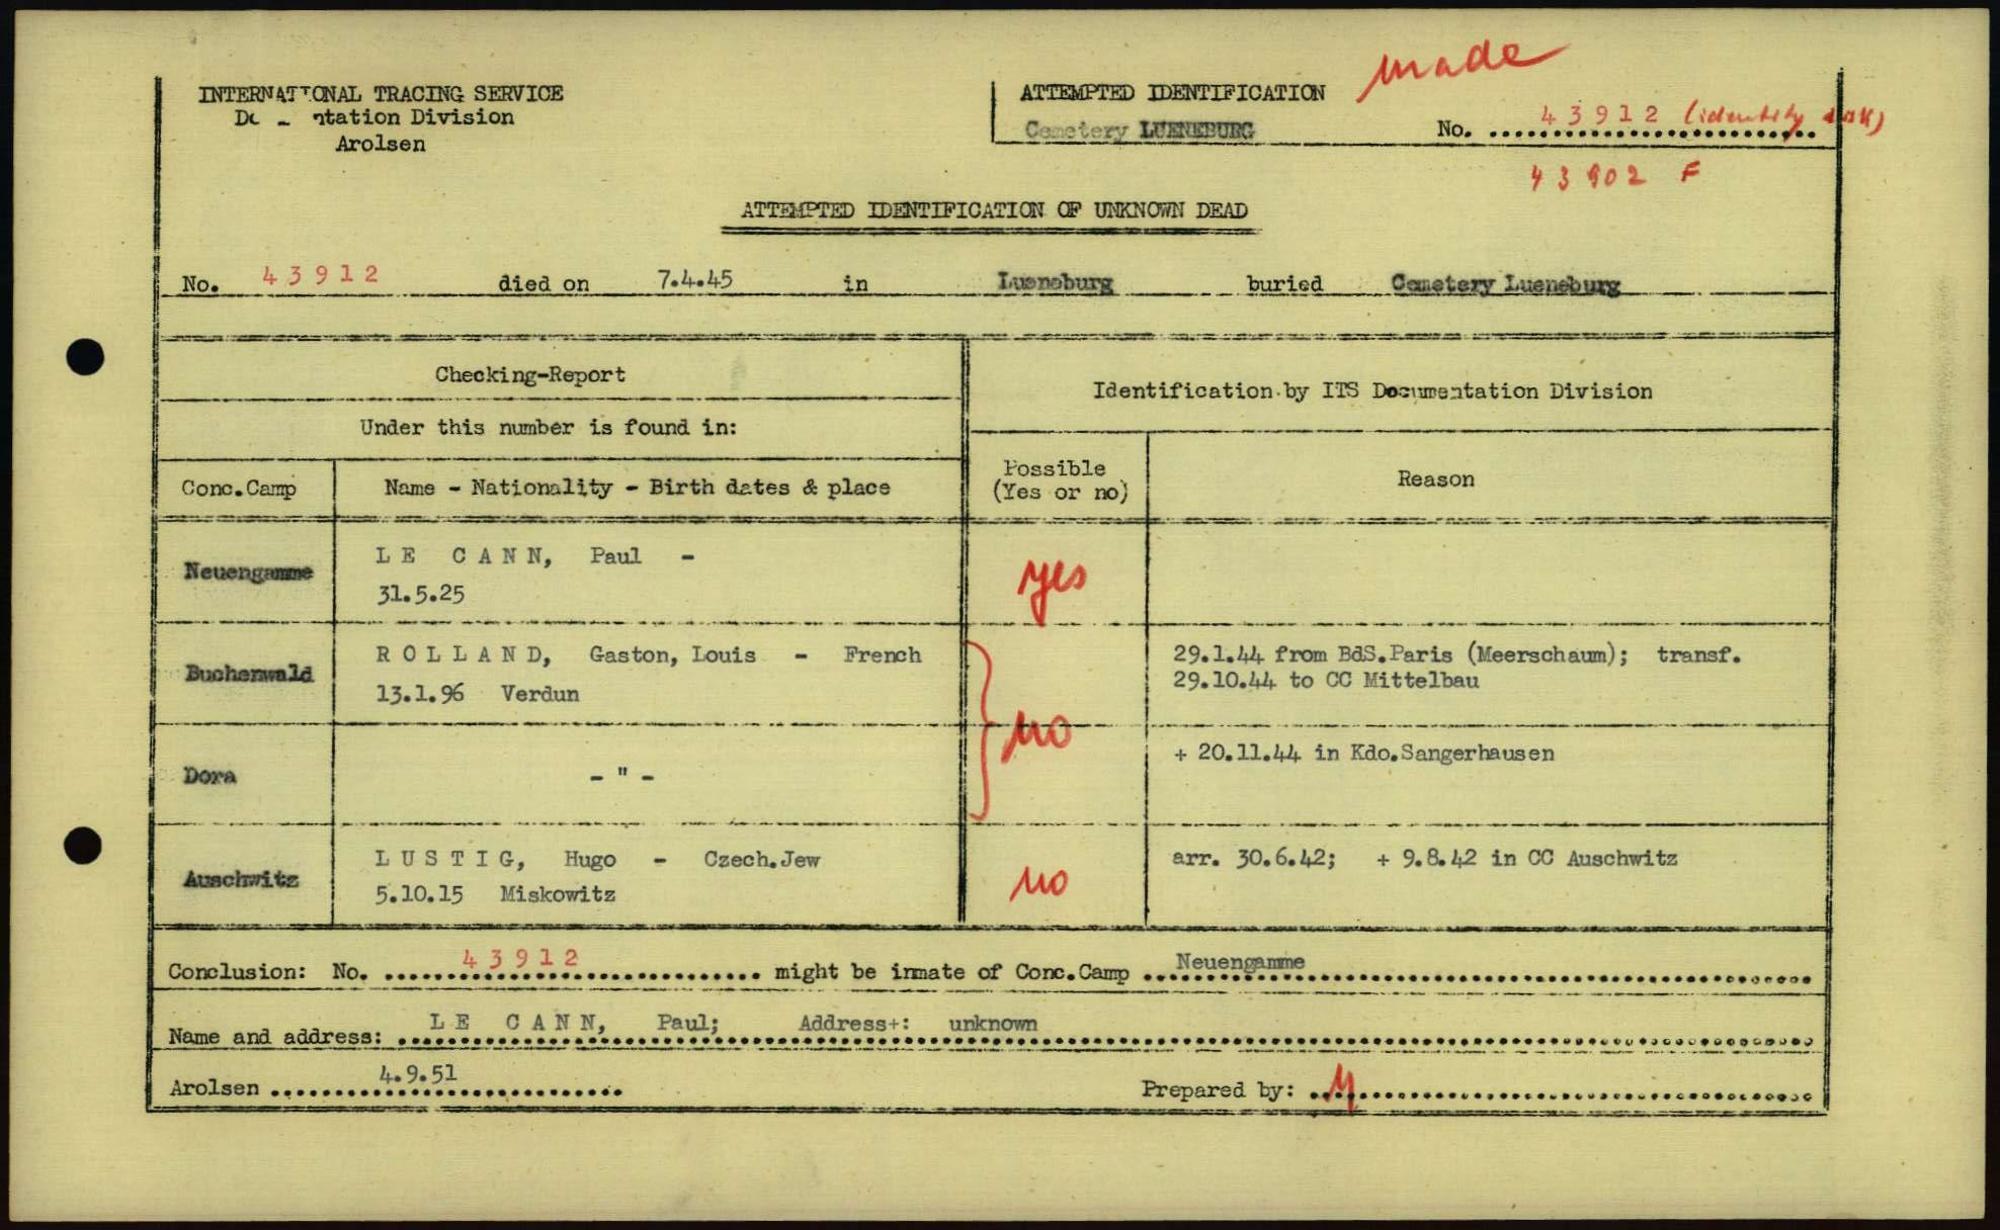 INTERNATIONAL TRACING SERVICE
Division
Arolsen
ATTEMPTED IDENTIFICATION
made
Cemetery LUENEBURG
No. 43912 (identity
43902 F
ATTEMPTED IDENTIFICATION OF UNKNOWN DEAD
No. 43912 died on 7.4.45 in Lueneburg buried Cemetery Lueneburg
Checking-Report
Identification by ITS Documentation Division
Under this number is found in:
Conc.Camp
Name - Nationality - Birth dates & place
Possible
(Yes or no)
Reason
Neuengamme
LE CANN, Paul -
31.5.25
yes
Buchenwald
ROLLAND, Gaston, Louis - French
13.1.96 Verdun
no
29.1.44 from BdS.Paris (Meerschaum); transf.
29.10.44 to CC Mittelbau
Dora
- " -
+ 20.11.44 in Kdo.Sangerhausen
Auschwitz
LUSTIG, Hugo - Czech.Jew
5.10.15 Miskowitz
no
arr. 30.6.42; + 9.8.42 in CC Auschwitz
Conclusion: No. 43912 might be inmate of Conc.Camp Neuengamme
Name and address: LE CANN, Paul; Address+: unknown
Arolsen 4.9.51
Prepared by: